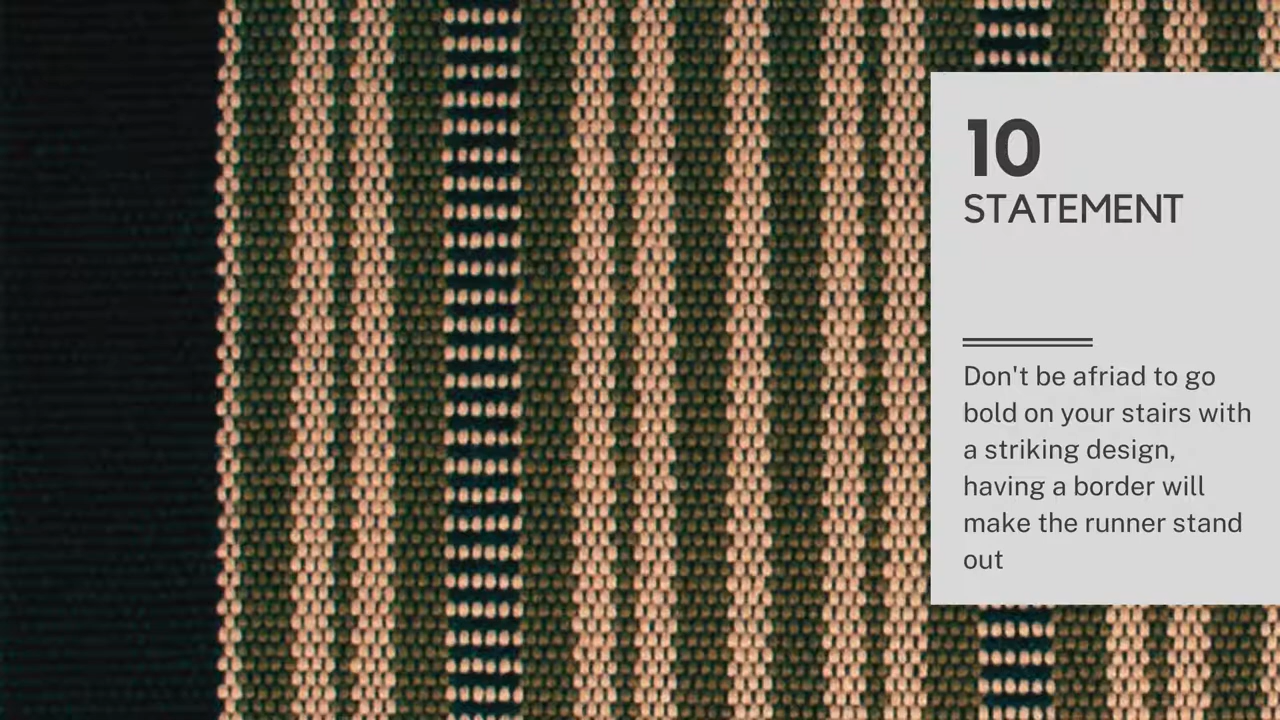 10
STATEMENT
Don't be afriad to go
bold on your stairs with
a striking design,
having a border will
make the runner stand
out